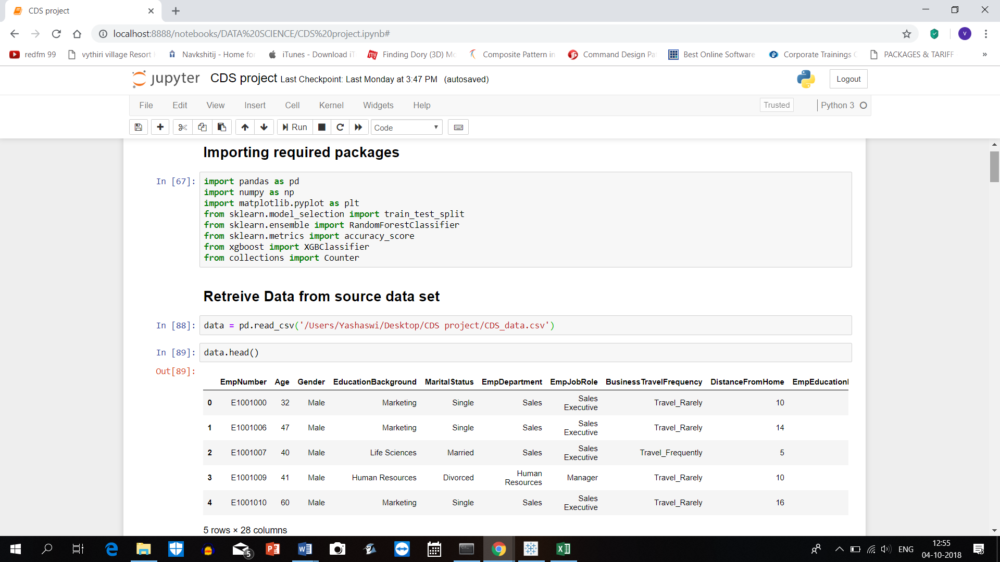 CDS project
localhost:8888/notebooks/DATA%20SCIENCE/CDS%20project.ipynb#
V
redfm 99
vythiri village Resort
Navkshitij - Home fo
iTunes - Download iT
my Finding Dory (3D) Mo
Composite Pattern in
Command Design Pa
Best Online Software
Corporate Trainings
PACKAGES & TARIFF
»
jupyter CDS project Last Checkpoint: Last Monday at 3:47 PM (autosaved)
Logout
File Edit View Insert Cell Kernel Widgets Help
Trusted
Python 3
Run
Code
Importing required packages
In [67]: import pandas as pd
import numpy as np
import matplotlib.pyplot as plt
from sklearn.model_selection import train_test_split
from sklearn.ensemble import RandomForestClassifier
from sklearn.metrics import accuracy_score
from xgboost import XGBClassifier
from collections import Counter
Retreive Data from source data set
In [88]: data = pd.read_csv('/Users/Yashaswi/Desktop/CDS project/CDS_data.csv')
In [89]: data.head()
Out[89]:
EmpNumber Age Gender EducationBackground MaritalStatus EmpDepartment EmpJobRole BusinessTravelFrequency DistanceFromHome EmpEducationl
0 E1001000 32 Male Marketing Single Sales Sales Executive Travel_Rarely 10
1 E1001006 47 Male Marketing Single Sales Sales Executive Travel_Rarely 14
2 E1001007 40 Male Life Sciences Married Sales Sales Executive Travel_Frequently 5
3 E1001009 41 Male Human Resources Divorced Human Resources Manager Travel_Rarely 10
4 E1001010 60 Male Marketing Single Sales Sales Executive Travel_Rarely 16
5 rows × 28 columns
5
ENG
12:55
04-10-2018